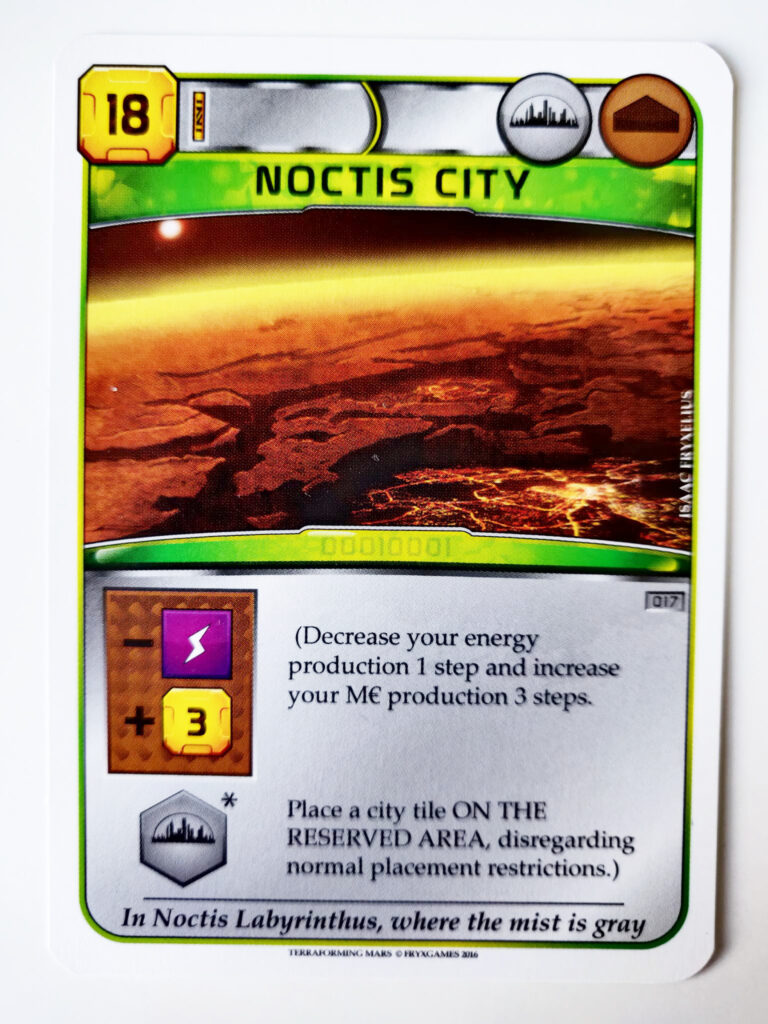 18
NOCTIS CITY
ISAAC FRYXELIUS
00010001
017
−
(Decrease your energy
production 1 step and increase
+ 3
your M€ production 3 steps.
*
Place a city tile ON THE
RESERVED AREA, disregarding
normal placement restrictions.)
In Noctis Labyrinthus, where the mist is gray
TERRAFORMING MARS © FRYXGAMES 2016